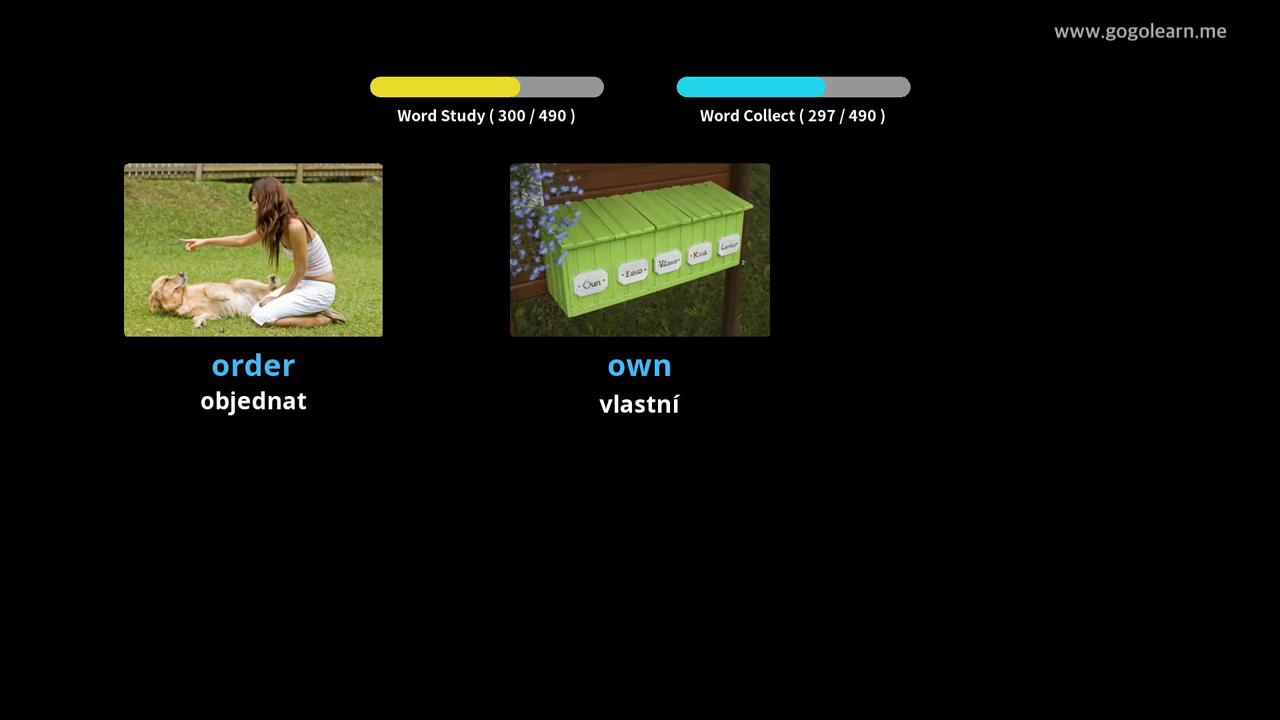 www.gogolearn.me
Word Study ( 300 / 490 )
Word Collect ( 297 / 490 )
order
objednat
own
vlastní